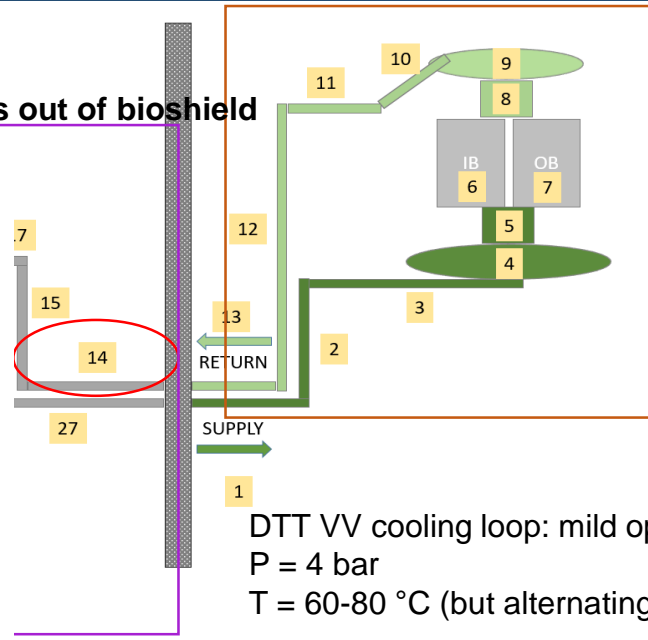 10
9
11
8
s out of bioshield
IB
OB
6
7
12
5
.7
4
15
3
13
14
2
RETURN
27
SUPPLY
1
DTT VV cooling loop: mild op
P = 4 bar
T = 60-80 °C (but alternating